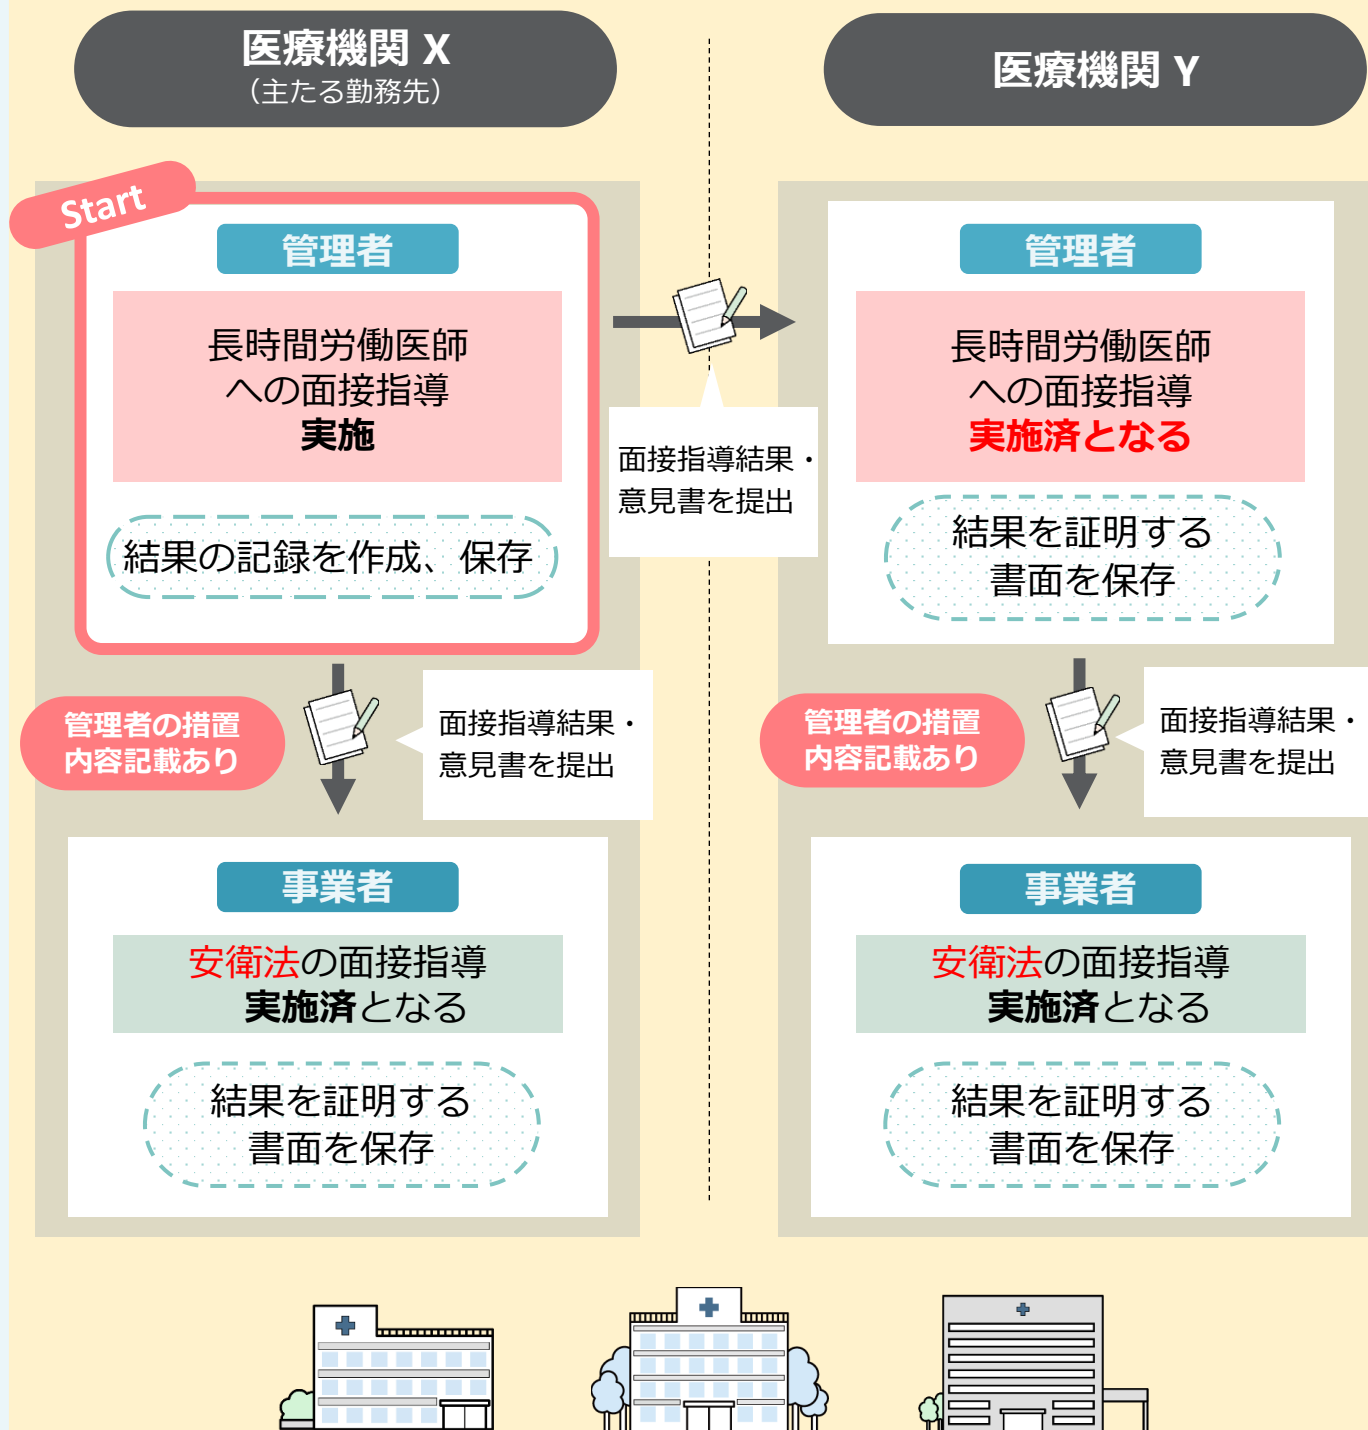 医療機関 X
（主たる勤務先）
医療機関 Y
Start
管理者
長時間労働医師
への面接指導
実施
結果の記録を作成、保存
面接指導結果・
意見書を提出
管理者
長時間労働医師
への面接指導
実施済となる
結果を証明する
書面を保存
管理者の措置
内容記載あり
面接指導結果・
意見書を提出
管理者の措置
内容記載あり
面接指導結果・
意見書を提出
事業者
安衛法の面接指導
実施済となる
結果を証明する
書面を保存
事業者
安衛法の面接指導
実施済となる
結果を証明する
書面を保存